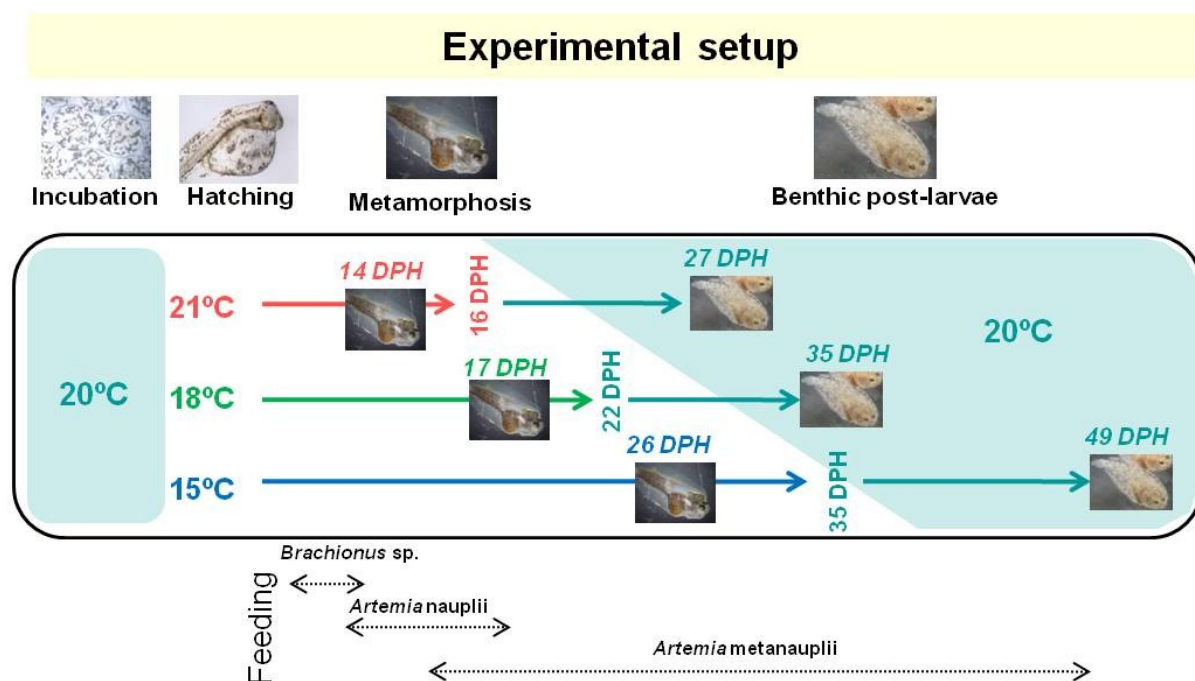 Experimental setup
Incubation
Hatching
Metamorphosis
Benthic post-larvae
20ºC
21ºC
14 DPH
16 DPH
27 DPH
20ºC
18ºC
17 DPH
22 DPH
35 DPH
15ºC
26 DPH
35 DPH
49 DPH
Feeding
Brachionus sp.
Artemia nauplii
Artemia metanauplii